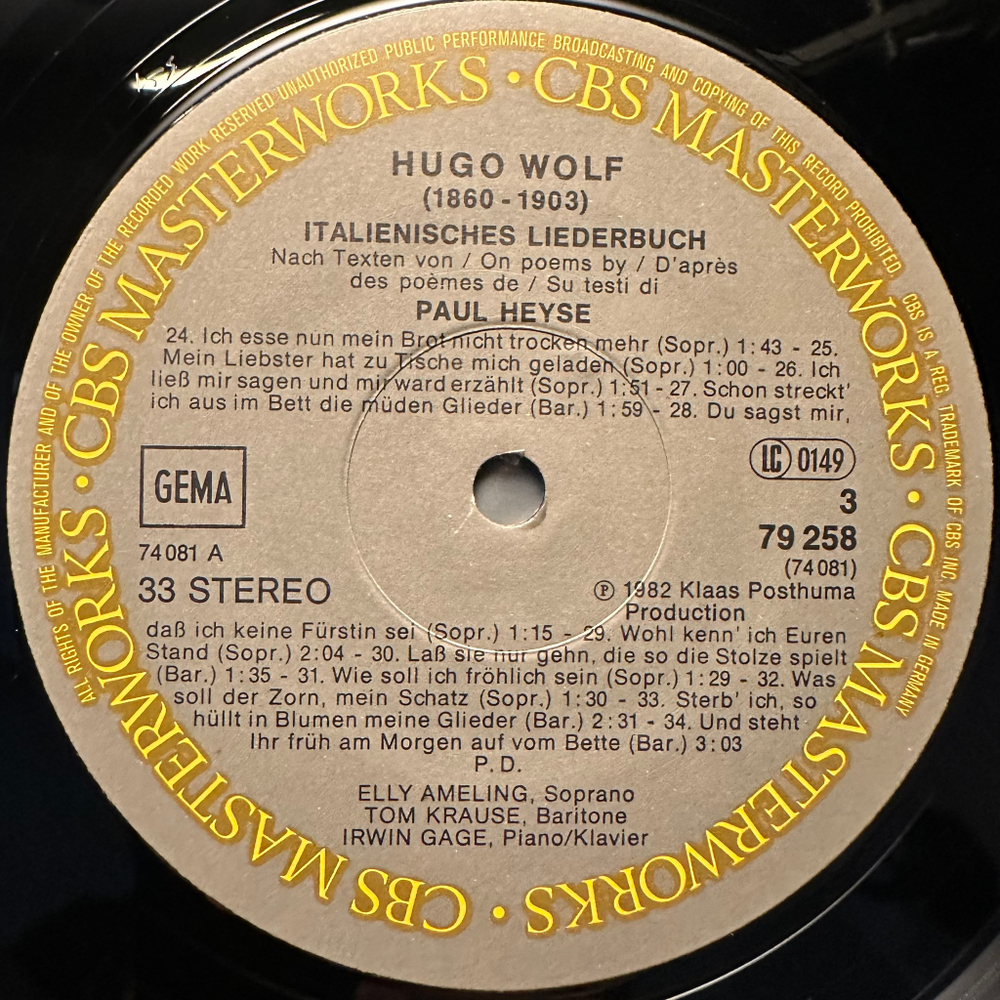 ALL RIGHTS OF THE MANUFACTURER AND OF THE OWNER OF THE RECORDED WORK RESERVED. UNAUTHORIZED PUBLIC PERFORMANCE BROADCASTING AND COPYING OF THIS RECORD PROHIBITED. CBS IS A REG. TRADEMARK OF CBS INC. MADE IN GERMANY
CBS MASTERWORKS • CBS MASTERWORKS • CBS MASTERWORKS • CBS MASTERWORKS •
HUGO WOLF
(1860 - 1903)
ITALIENISCHES LIEDERBUCH
Nach Texten von / On poems by / D'après
des poèmes de / Su testi di
PAUL HEYSE
24. Ich esse nun mein Brot nicht trocken mehr (Sopr.) 1:43 - 25.
Mein Liebster hat zu Tische mich geladen (Sopr.) 1:00 - 26. Ich
ließ mir sagen und mir ward erzählt (Sopr.) 1:51 - 27. Schon streckt'
ich aus im Bett die müden Glieder (Bar.) 1:59 - 28. Du sagst mir,
GEMA
LC 0149
3
79 258
74 081 A
(74 081)
33 STEREO
℗ 1982 Klaas Posthuma
Production
daß ich keine Fürstin sei (Sopr.) 1:15 - 29. Wohl kenn' ich Euren
Stand (Sopr.) 2:04 - 30. Laß sie nur gehn, die so die Stolze spielt
(Bar.) 1:35 - 31. Wie soll ich fröhlich sein (Sopr.) 1:29 - 32. Was
soll der Zorn, mein Schatz (Sopr.) 1:30 - 33. Sterb' ich, so
hüllt in Blumen meine Glieder (Bar.) 2:31 - 34. Und steht
Ihr früh am Morgen auf vom Bette (Bar.) 3:03
P. D.
ELLY AMELING, Soprano
TOM KRAUSE, Baritone
IRWIN GAGE, Piano/Klavier